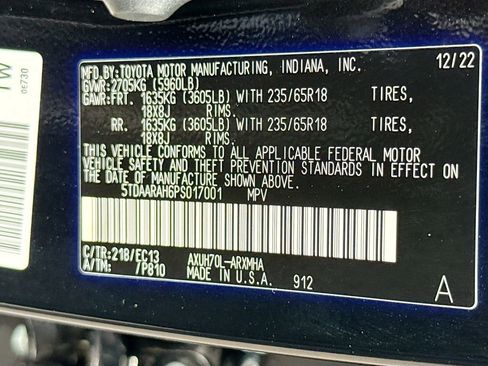 MFD.BY:TOYOTA MOTOR MANUFACTURING, INDIANA, INC. 12/22
GVWR:2705KG (5960LB)
GAWR:FRT. 1635KG (3605LB) WITH 235/65R18 TIRES,
18X8J RIMS.
RR. 1635KG (3605LB) WITH 235/65R18 TIRES,
18X8J RIMS.
THIS VEHICLE CONFORMS TO ALL APPLICABLE FEDERAL MOTOR
VEHICLE SAFETY AND THEFT PREVENTION STANDARDS IN EFFECT ON
THE DATE OF MANUFACTURE SHOWN ABOVE.
5TDAARAH6PS017001 MPV
C/TR:218/EC13 AXUH70L-ARXMHA
A/TM: /P810 MADE IN U.S.A. 912 A
TW
06730